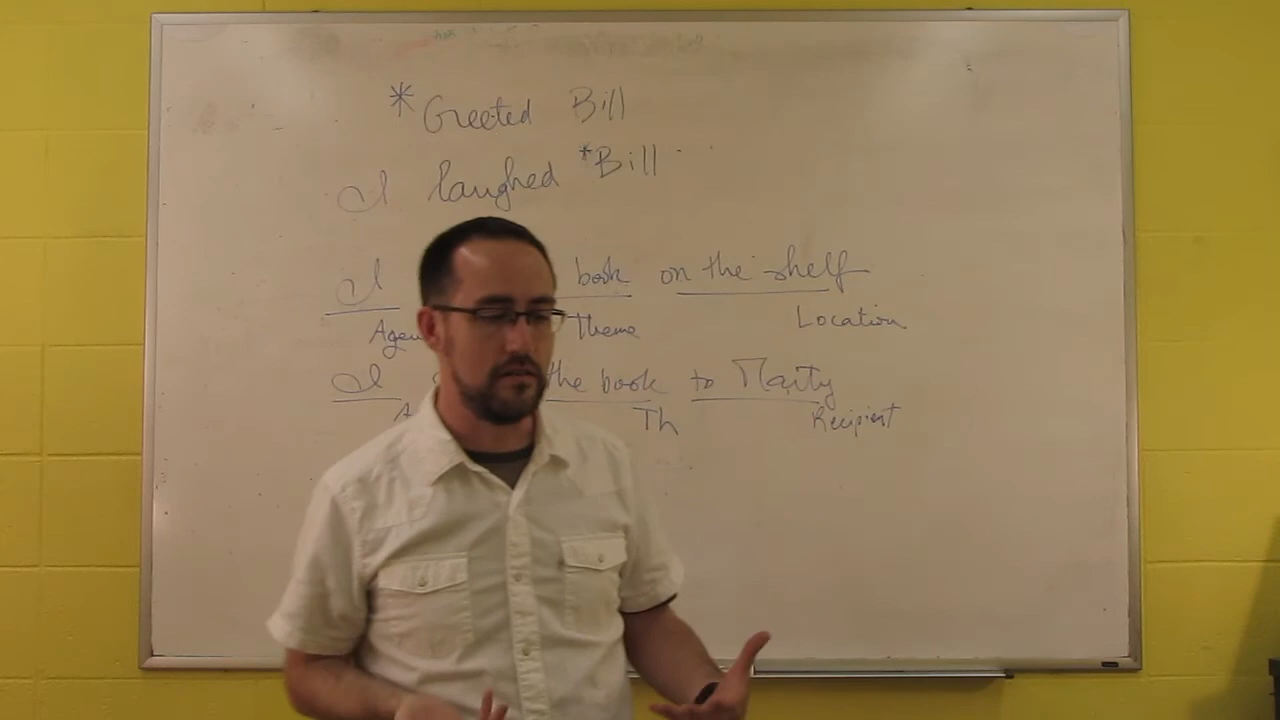 *Greeted Bill
I laughed *Bill
I book on the shelf
Theme Location
I the book to Marty
Th Recipient